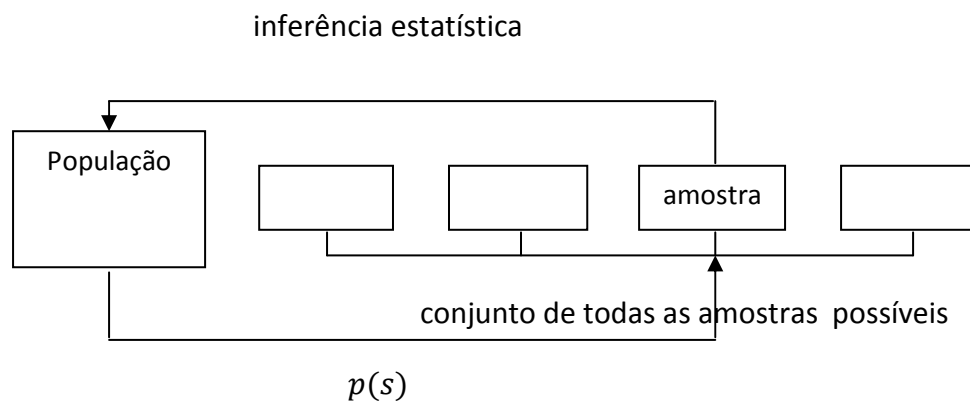 inferência estatística
População
amostra
conjunto de todas as amostras possíveis
p(s)